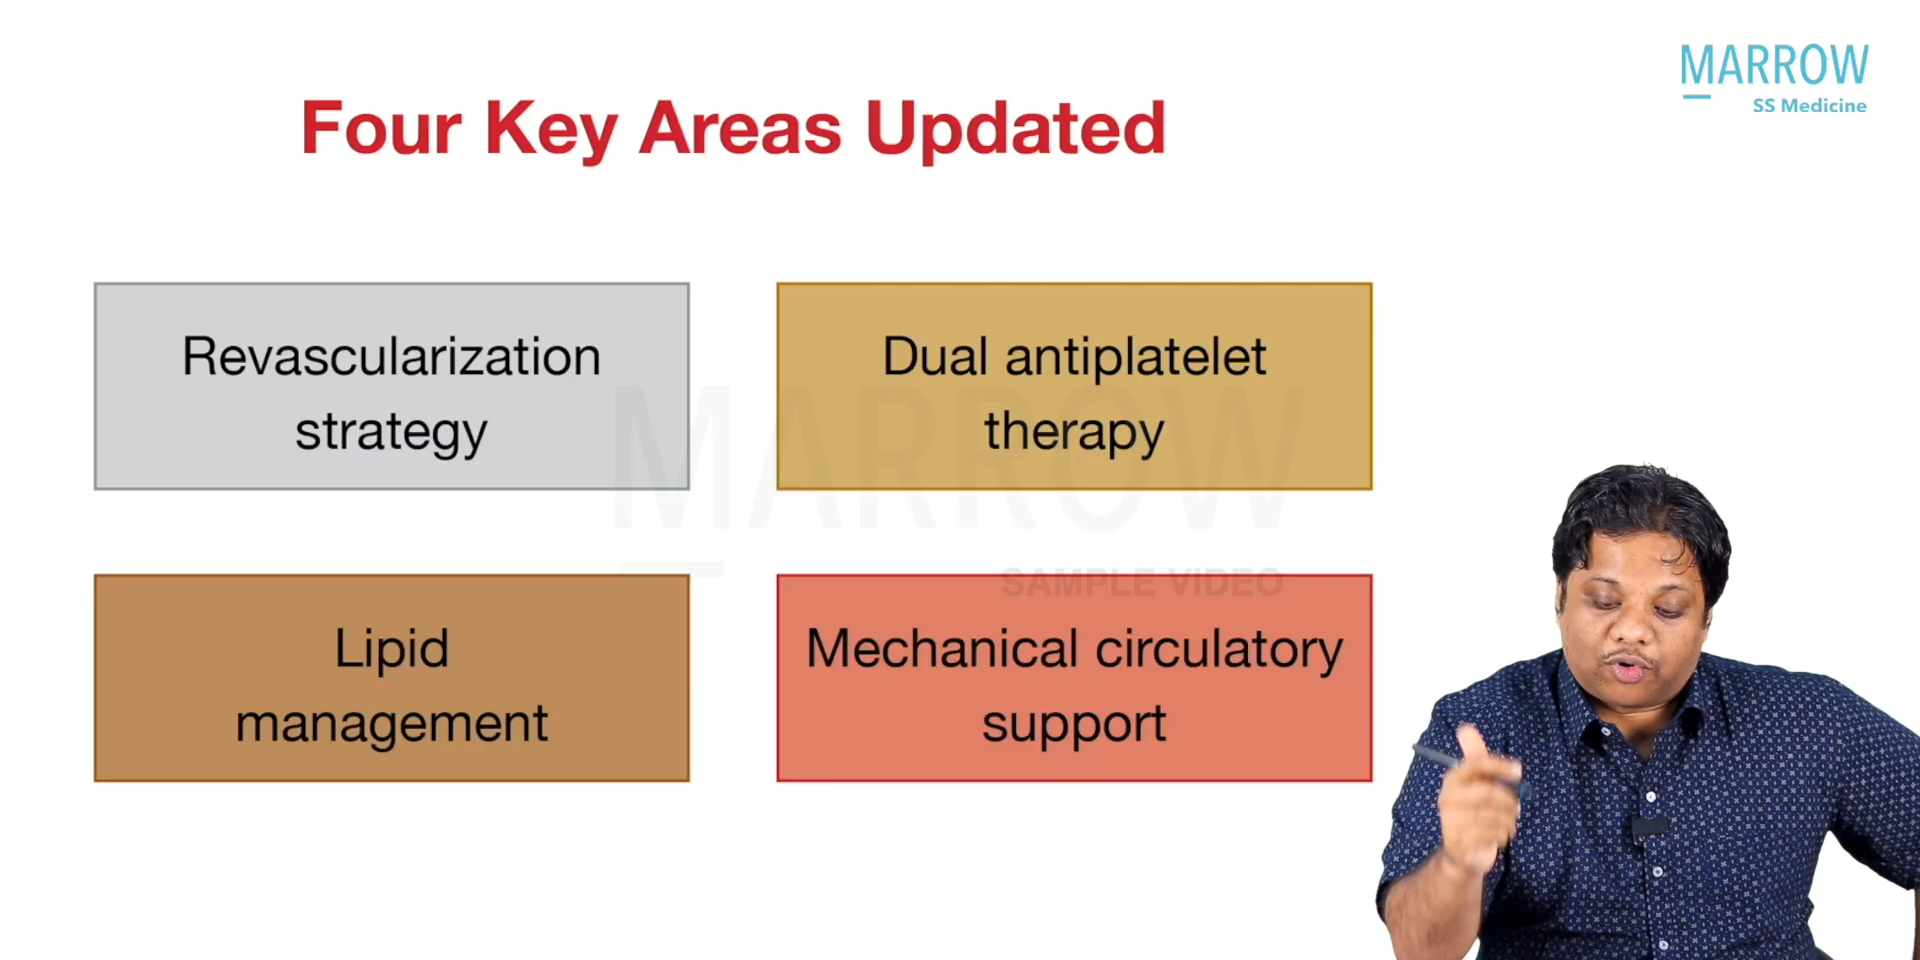 MARROW
SS Medicine
Four Key Areas Updated
Revascularization
strategy
Dual antiplatelet
therapy
MARROW
SAMPLE VIDEO
Lipid
management
Mechanical circulatory
support